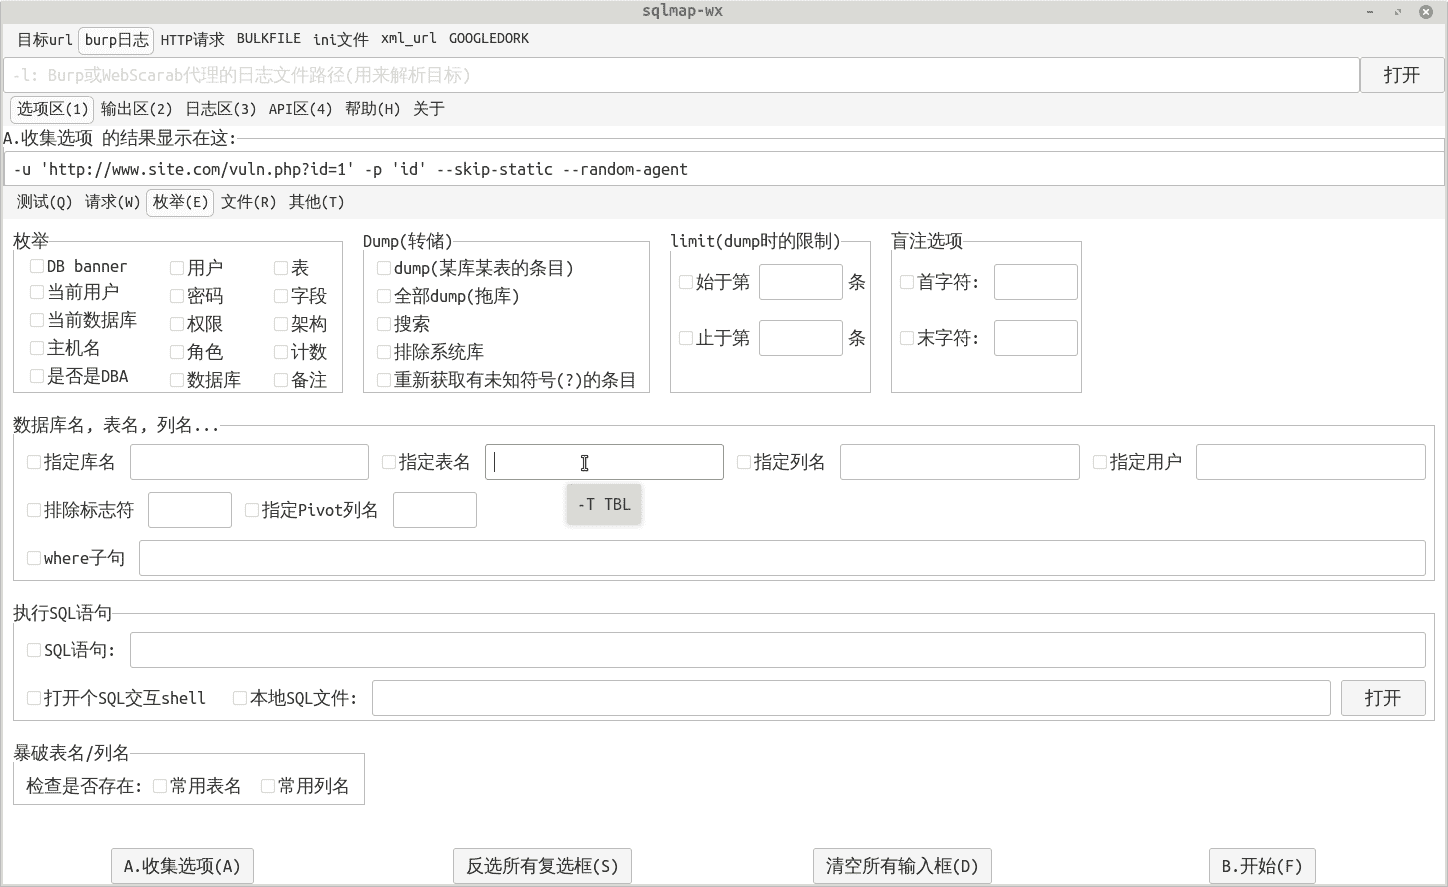 sqlmap-wx
目标url burp日志 HTTP请求 BULKFILE ini文件 xml_url GOOGLEDORK
-l: Burp或WebScarab代理的日志文件路径(用来解析目标) 打开
选项区(1) 输出区(2) 日志区(3) API区(4) 帮助(H) 关于
A.收集选项 的结果显示在这:
-u 'http://www.site.com/vuln.php?id=1' -p 'id' --skip-static --random-agent
测试(Q) 请求(W) 枚举(E) 文件(R) 其他(T)
枚举 Dump(转储) limit(dump时的限制) 盲注选项
DB banner 用户 表 dump(某库某表的条目) 始于第 条 首字符:
当前用户 密码 字段 全部dump(拖库)
当前数据库 权限 架构 搜索 止于第 条 末字符:
主机名 角色 计数 排除系统库
是否是DBA 数据库 备注 重新获取有未知符号(?)的条目
数据库名, 表名, 列名...
指定库名 指定表名 指定列名 指定用户
排除标志符 指定Pivot列名 -T TBL
where子句
执行SQL语句
SQL语句:
打开个SQL交互shell 本地SQL文件: 打开
暴破表名/列名
检查是否存在: 常用表名 常用列名
A.收集选项(A) 反选所有复选框(S) 清空所有输入框(D) B.开始(F)